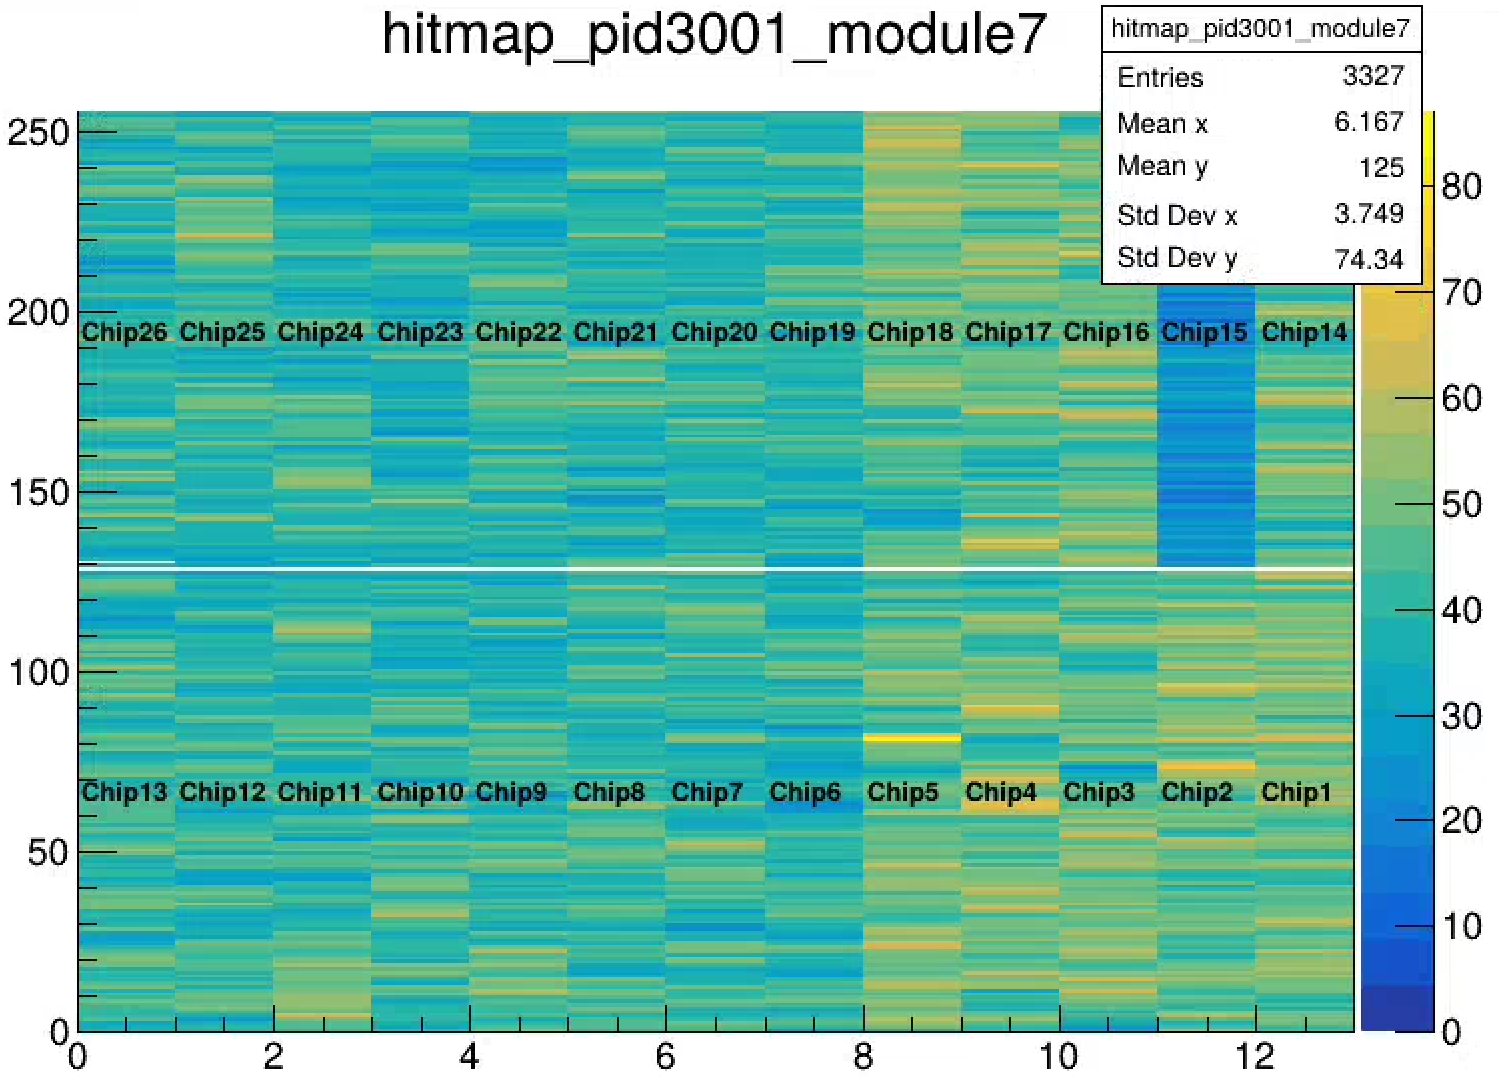 hitmap_pid3001_module7
hitmap_pid3001_module7
Entries 3327
Mean x 6.167
Mean y 125
Std Dev x 3.749
Std Dev y 74.34
250
200
150
100
50
0
Chip26 Chip25 Chip24 Chip23 Chip22 Chip21 Chip20 Chip19 Chip18 Chip17 Chip16 Chip15 Chip14
Chip13 Chip12 Chip11 Chip10 Chip9 Chip8 Chip7 Chip6 Chip5 Chip4 Chip3 Chip2 Chip1
0 2 4 6 8 10 12
80
70
60
50
40
30
20
10
0